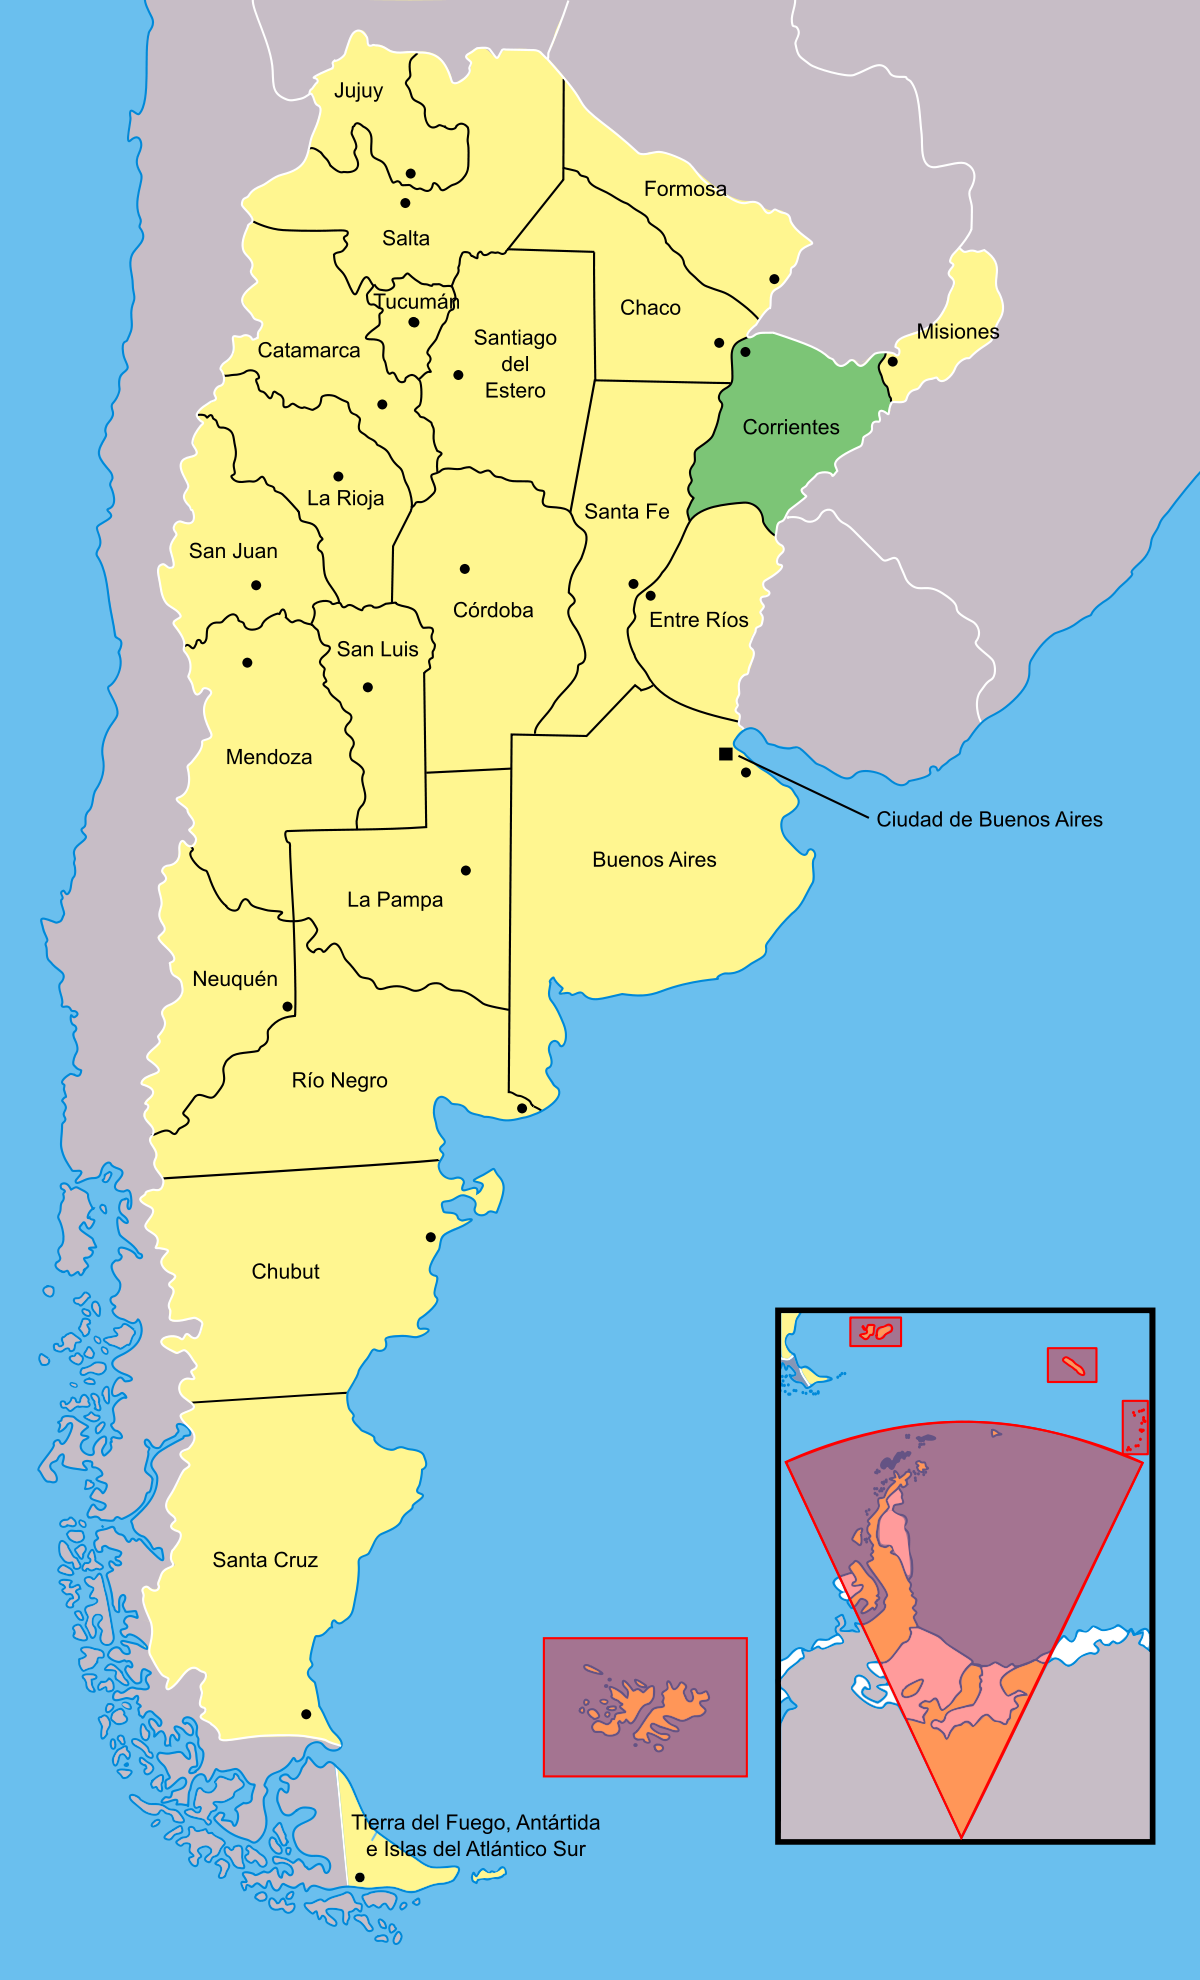 Jujuy
Formosa
Salta
Tucumán
Chaco
Misiones
Santiago
del
Estero
Catamarca
Corrientes
La Rioja
Santa Fe
San Juan
Córdoba
Entre Ríos
San Luis
Mendoza
Ciudad de Buenos Aires
Buenos Aires
La Pampa
Neuquén
Río Negro
Chubut
Santa Cruz
Tierra del Fuego, Antártida
e Islas del Atlántico Sur